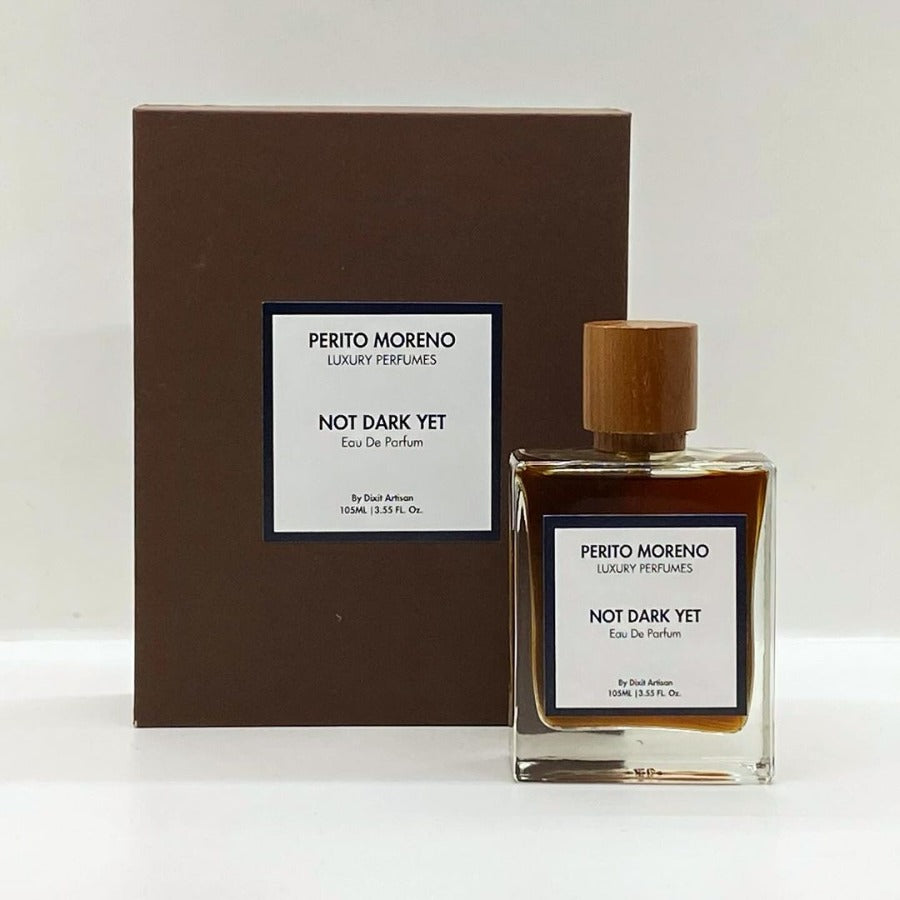 PERITO MORENO
LUXURY PERFUMES
NOT DARK YET
Eau De Parfum
By Dixit Artisan
105ML |3.55 FL. Oz.
PERITO MORENO
LUXURY PERFUMES
NOT DARK YET
Eau De Parfum
By Dixit Artisan
105ML |3.55 FL. Oz.